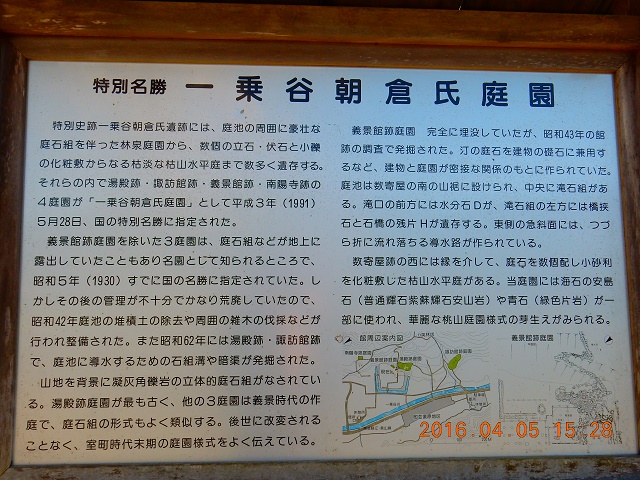 特別名勝 一乗谷朝倉氏庭園
特別史跡一乗谷朝倉氏遺跡には、庭池の周囲に豪壮な
庭石組を伴った林泉庭園から、数個の立石・伏石と小礫
の化粧敷からなる枯淡な枯山水平庭まで数多く遺存する。
それらの内で湯殿跡・諏訪館跡・義景館跡・南陽寺跡の
4庭園が「一乗谷朝倉氏庭園」として平成3年(1991)
5月28日、国の特別名勝に指定された。
義景館跡庭園を除いた3庭園は、庭石組などが地上に
露出していたこともあり名園として知られるところで、
昭和5年(1930)すでに国の名勝に指定されていた。し
かしその後の管理が不十分でかなり荒廃していたので、
昭和42年庭池の堆積土の除去や周囲の雑木の伐採などが
行われ整備された。また昭和62年には湯殿跡・諏訪館跡
で、庭池に導水するための石組溝や暗渠が発掘された。
山地を背景に凝灰角礫岩の立体的庭石組がなされてい
る。湯殿跡庭園が最も古く、他の3庭園は義景時代の作
庭で、庭石組の形式もよく類似する。後世に改変される
ことなく、室町時代末期の庭園様式をよく伝えている。
義景館跡庭園 完全に埋没していたが、昭和43年の館
跡の調査で発掘された。汀の庭石を建物の礎石に兼用す
るなど、建物と庭園が密接な関係のもとに作られていた。
庭池は数寄屋の南の山裾に設けられ、中央に滝石組があ
る。滝口の前方には水分石Dが、滝石組の左方には橋挟
石と石橋の残片Hが遺存する。東側の急斜面には、つづ
ら折に流れ落ちる導水路が作られている。
数寄屋跡の西には縁を介して、庭石を数個配し小砂利
を化粧敷した枯山水平庭がある。当庭園には海石の安島
石(普通輝石紫蘇輝石安山岩)や青石(緑色片岩)が一
部に使われ、華麗な桃山庭園様式の芽生えがみられる。
館周辺案内図
義景館跡庭園
南陽寺跡庭園
湯殿跡庭園
諏訪館跡庭園
2016.04.05 15:28